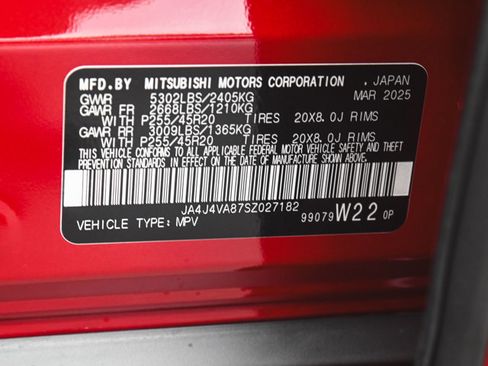 MFD.BY MITSUBISHI MOTORS CORPORATION , JAPAN
GVWR 5302LBS/2405KG MAR 2025
GAWR FR 2668LBS/1210KG
WITH P255/45R20 TIRES 20X8.0J RIMS
GAWR RR 3009LBS/1365KG
WITH P255/45R20 TIRES 20X8.0J RIMS
THIS VEHICLE CONFORMS TO ALL APPLICABLE FEDERAL MOTOR VEHICLE SAFETY AND THEFT
PREVENTION STANDARDS IN EFFECT ON THE DATE OF MANUFACTURE SHOWN ABOVE.
JA4J4VA87SZ027182
VEHICLE TYPE: MPV 99079 W22 0P